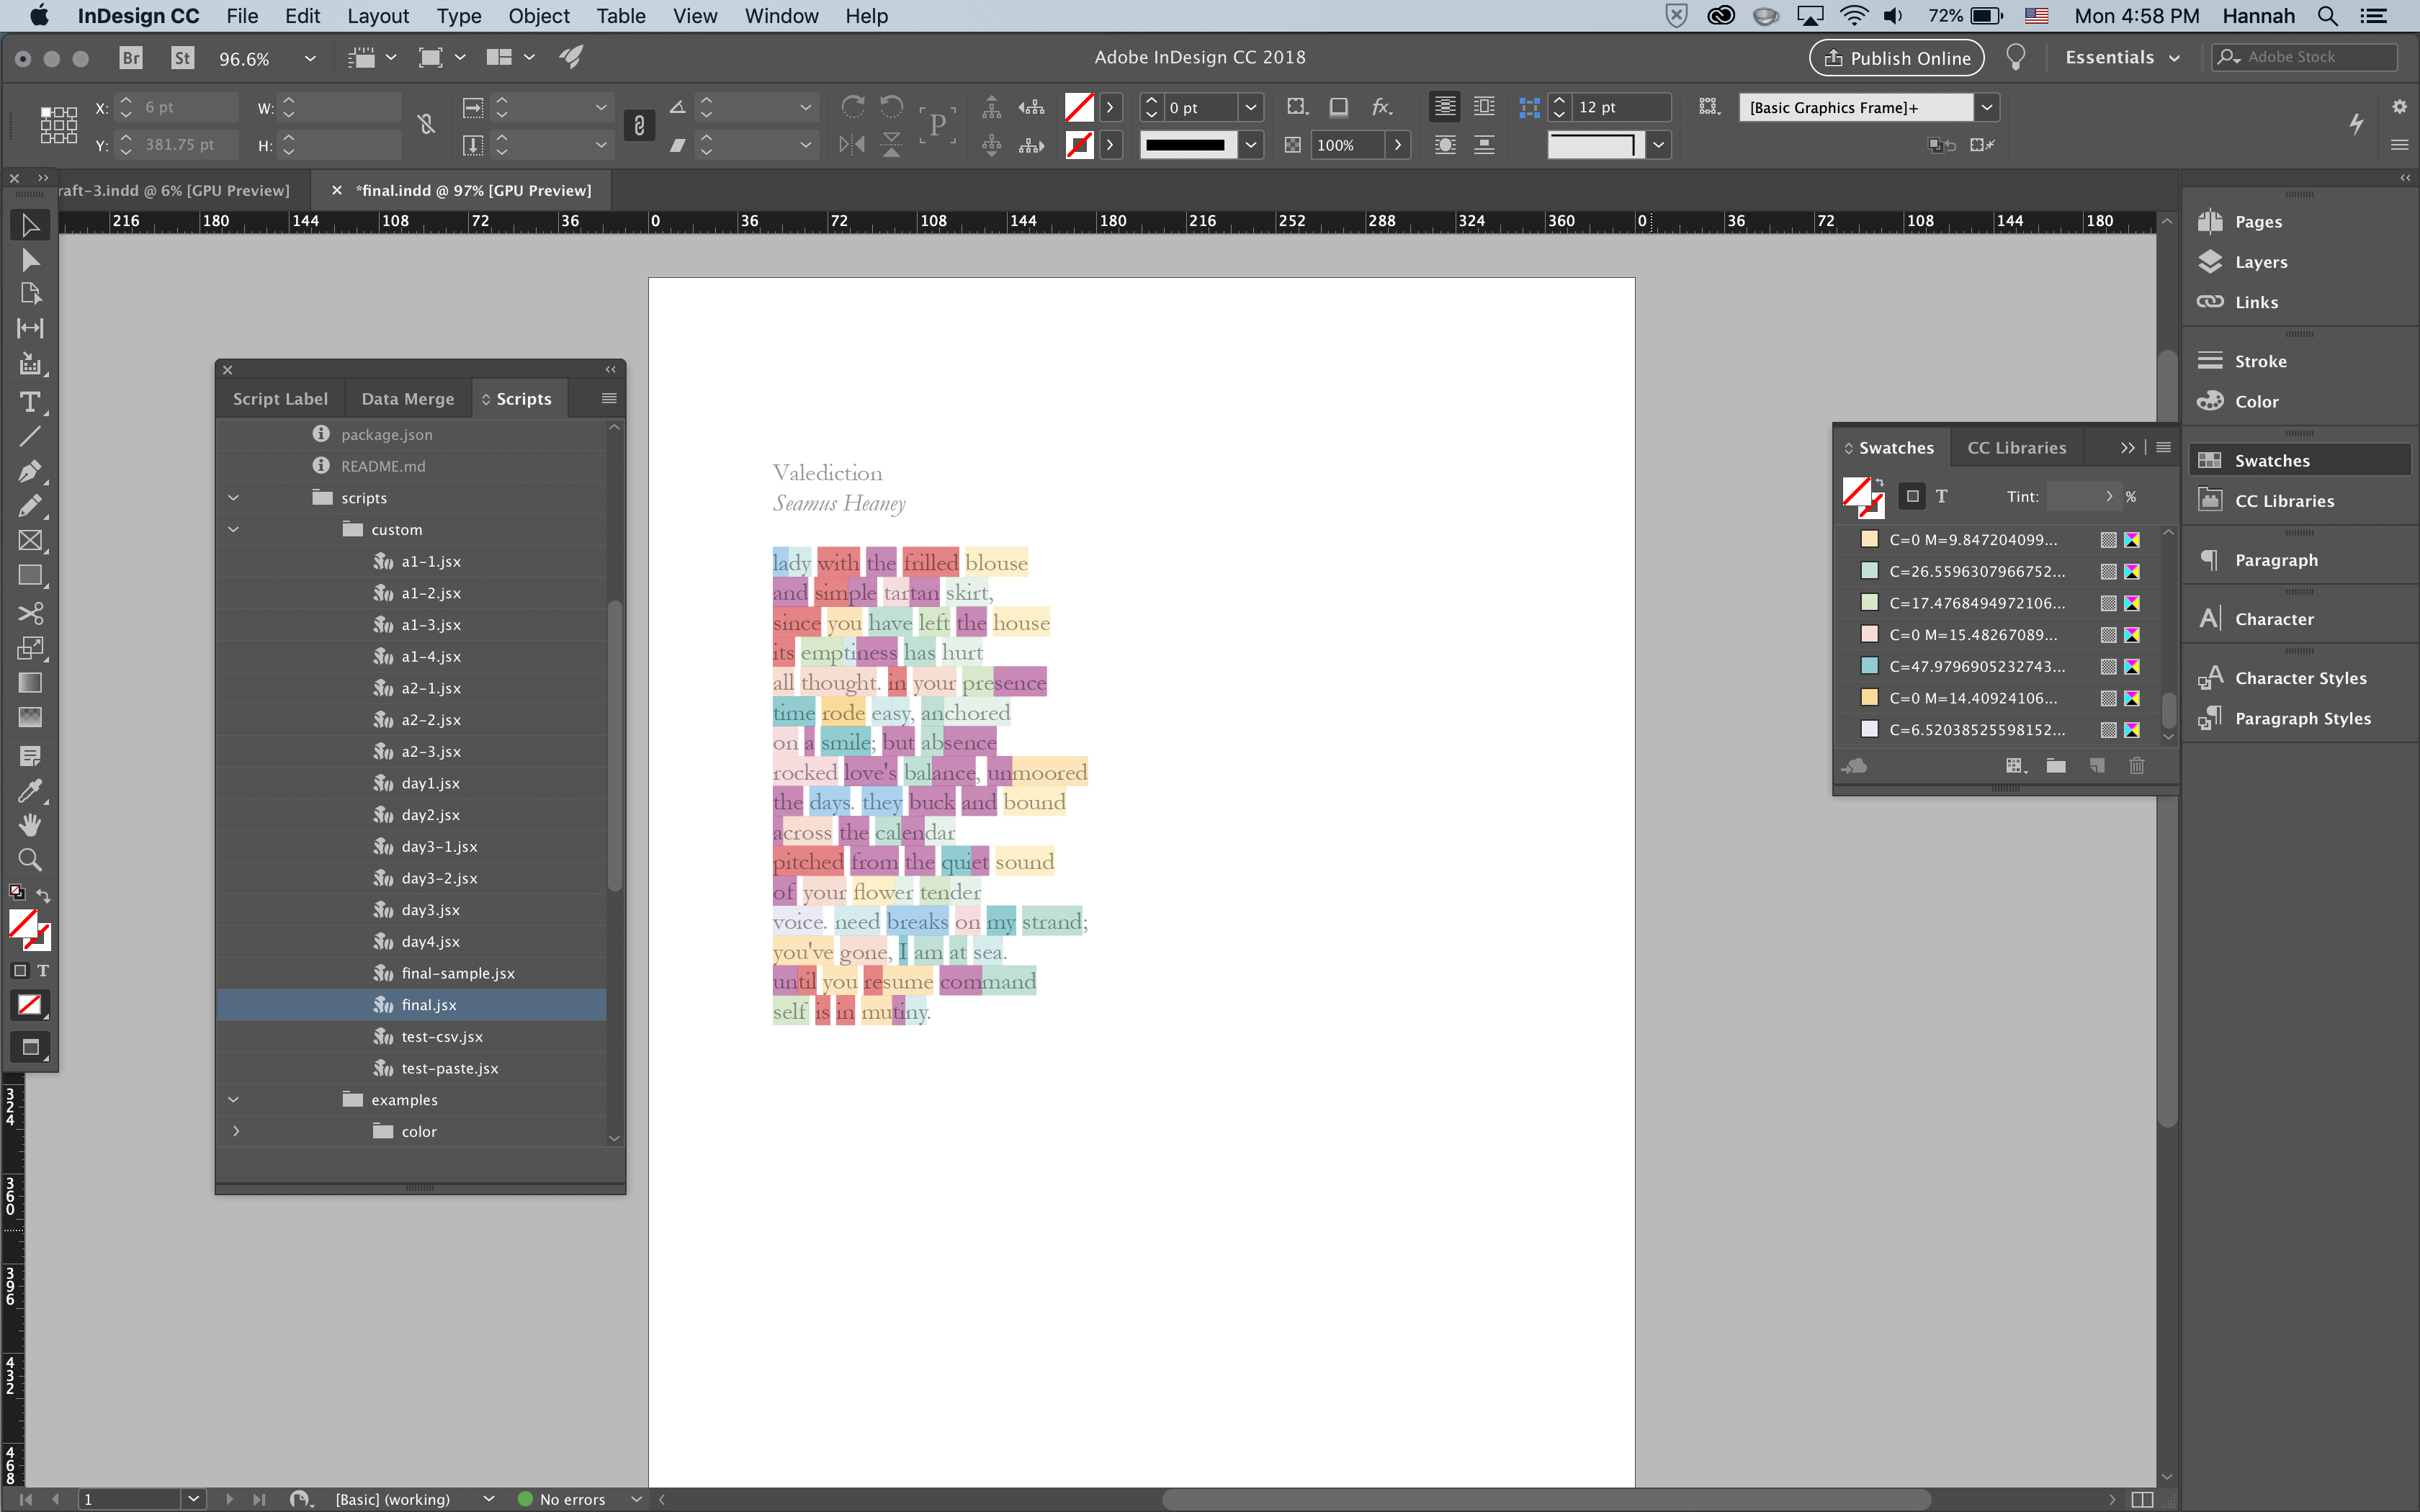 InDesign CC File Edit Layout Type Object Table View Window Help 72% Mon 4:58 PM Hannah
Br St 96.6% Adobe InDesign CC 2018 Publish Online Essentials Adobe Stock
X: 6 pt W: 0 pt fx. 12 pt [Basic Graphics Frame]+
Y: 381.75 pt H: P 100%
raft-3.indd @ 6% [GPU Preview] *final.indd @ 97% [GPU Preview]
216 180 144 108 72 36 0 36 72 108 144 180 216 252 288 324 360 0 36 72 108 144 180
Script Label Data Merge Scripts
package.json
README.md
scripts
custom
a1-1.jsx
a1-2.jsx
a1-3.jsx
a1-4.jsx
a2-1.jsx
a2-2.jsx
a2-3.jsx
day1.jsx
day2.jsx
day3-1.jsx
day3-2.jsx
day3.jsx
day4.jsx
final-sample.jsx
final.jsx
test-csv.jsx
test-paste.jsx
examples
color
Valediction
Seamus Heaney
lady with the frilled blouse
and simple tartan skirt,
since you have left the house
its emptiness has hurt
all thought. in your presence
time rode easy, anchored
on a smile; but absence
rocked love's balance, unmoored
the days. they buck and bound
across the calendar
pitched from the quiet sound
of your flower tender
voice. need breaks on my strand;
you've gone, I am at sea.
until you resume command
self is in mutiny.
Swatches CC Libraries
T Tint: %
C=0 M=9.847204099...
C=26.5596307966752...
C=17.4768494972106...
C=0 M=15.48267089...
C=47.9796905232743...
C=0 M=14.40924106...
C=6.52038525598152...
Pages
Layers
Links
Stroke
Color
Swatches
CC Libraries
Paragraph
Character
Character Styles
Paragraph Styles
T
324
360
396
432
468
1 [Basic] (working) No errors